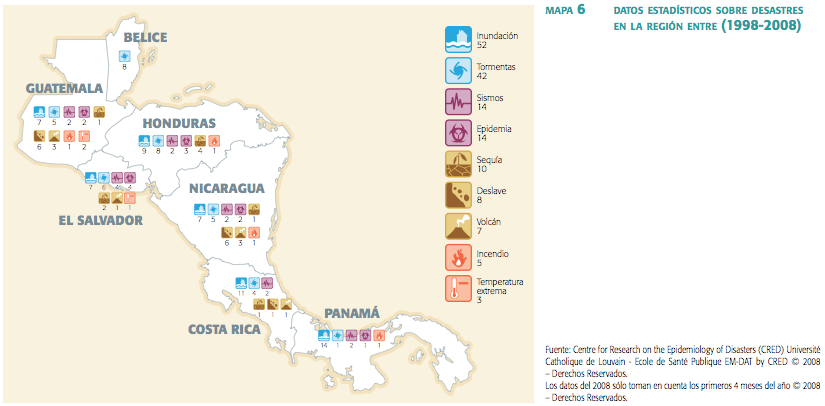 MAPA 6 DATOS ESTADÍSTICOS SOBRE DESASTRES
EN LA REGIÓN ENTRE (1998-2008)
BELICE
8
GUATEMALA
7 5 2 2 1
6 3 1 2
HONDURAS
9 8 2 3 4 1
7 6 4 4
2 1 1
EL SALVADOR
NICARAGUA
7 5 2 2 1
6 3 1
11 4 2
1 1 1
COSTA RICA
PANAMÁ
14 1 2 1 1
Inundación
52
Tormentas
42
Sismos
14
Epidemia
14
Sequía
10
Deslave
8
Volcán
7
Incendio
5
Temperatura
extrema
3
Fuente: Centre for Research on the Epidemiology of Disasters (CRED) Université
Catholique de Louvain - Ecole de Santé Publique EM-DAT by CRED © 2008
– Derechos Reservados.
Los datos del 2008 sólo toman en cuenta los primeros 4 meses del año © 2008
– Derechos Reservados.